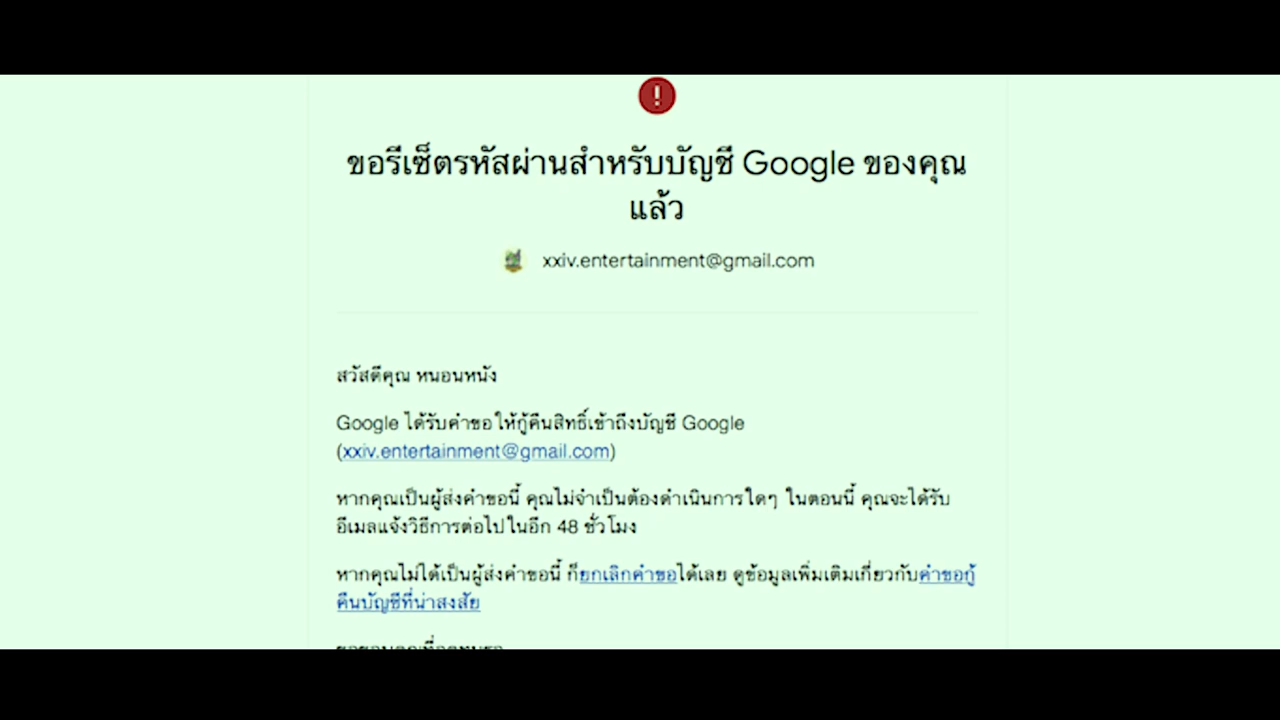 ขอรีเซ็ตรหัสผ่านสำหรับบัญชี Google ของคุณ
แล้ว
xxiv.entertainment@gmail.com
สวัสดีคุณ หนอนหนัง
Google ได้รับคำขอให้กู้คืนสิทธิ์เข้าถึงบัญชี Google
(xxiv.entertainment@gmail.com)
หากคุณเป็นผู้ส่งคำขอนี้ คุณไม่จำเป็นต้องดำเนินการใดๆ ในตอนนี้ คุณจะได้รับ
อีเมลแจ้งวิธีการต่อไปในอีก 48 ชั่วโมง
หากคุณไม่ได้เป็นผู้ส่งคำขอนี้ ก็ยกเลิกคำขอได้เลย ดูข้อมูลเพิ่มเติมเกี่ยวกับคำขอกู้
คืนบัญชีที่น่าสงสัย